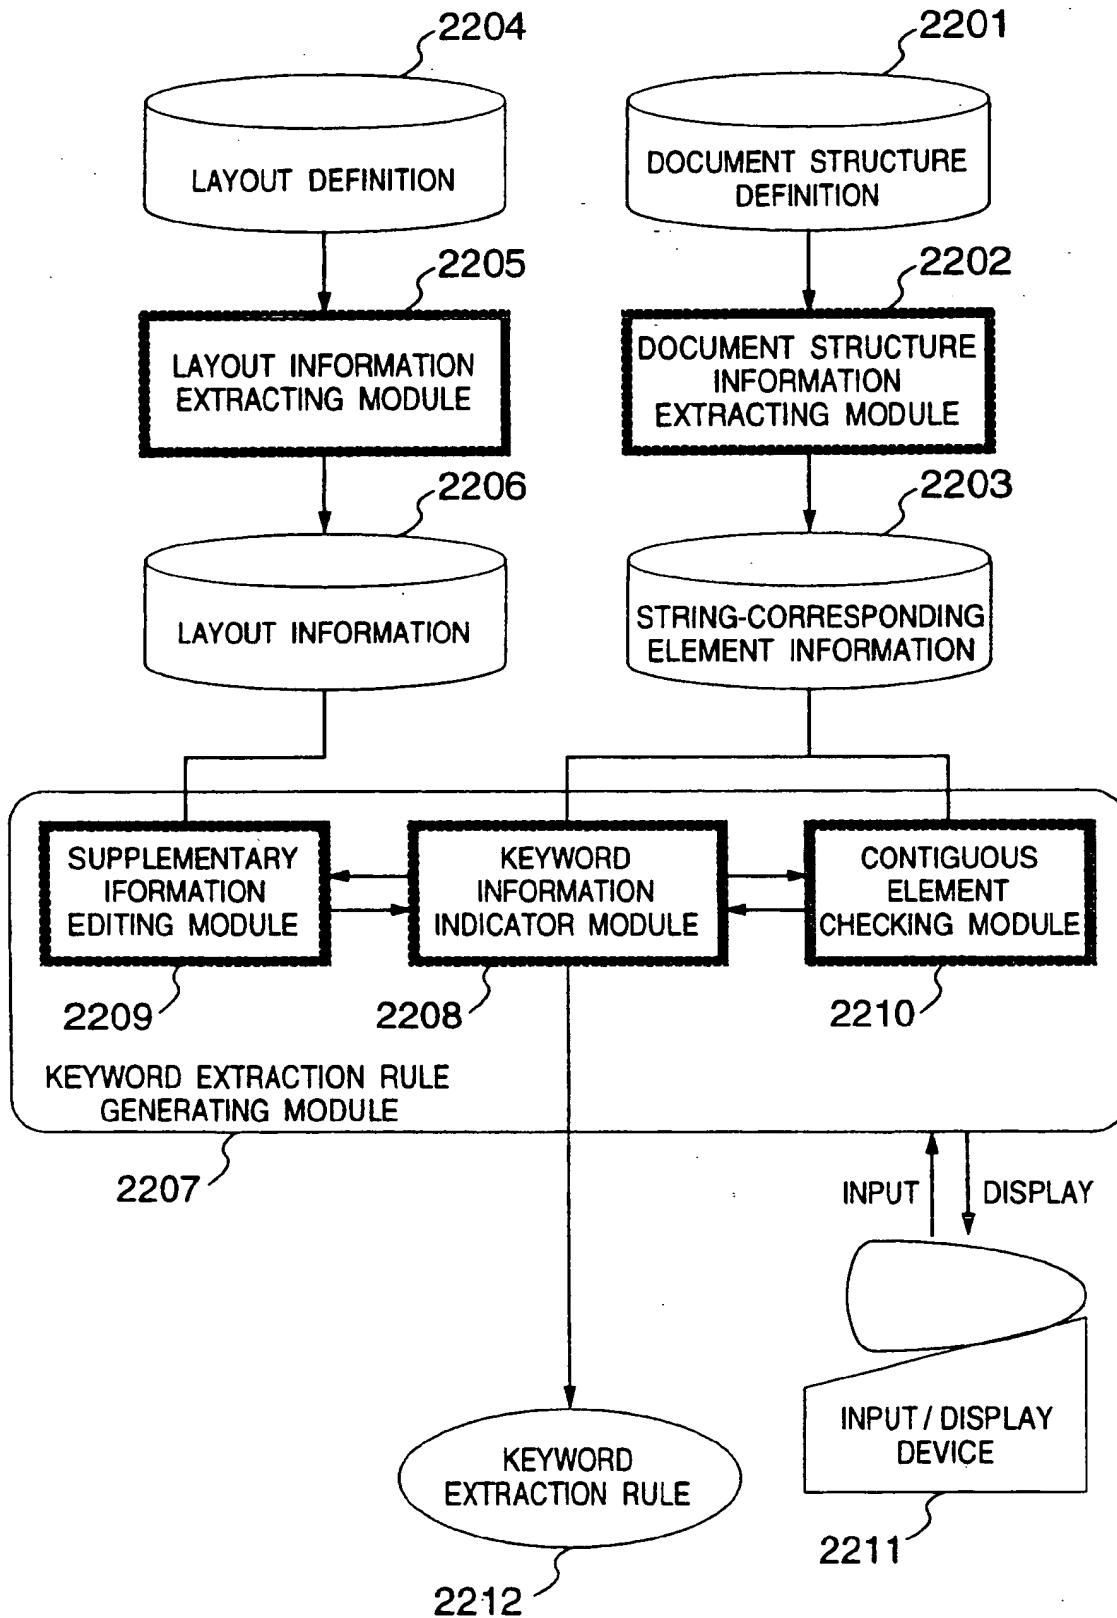 2204
2201
LAYOUT DEFINITION
DOCUMENT STRUCTURE
DEFINITION
2205
2202
LAYOUT INFORMATION
EXTRACTING MODULE
DOCUMENT STRUCTURE
INFORMATION
EXTRACTING MODULE
2206
2203
LAYOUT INFORMATION
STRING-CORRESPONDING
ELEMENT INFORMATION
SUPPLEMENTARY
IFORMATION
EDITING MODULE
KEYWORD
INFORMATION
INDICATOR MODULE
CONTIGUOUS
ELEMENT
CHECKING MODULE
2209
2208
2210
KEYWORD EXTRACTION RULE
GENERATING MODULE
2207
INPUT
DISPLAY
INPUT / DISPLAY
DEVICE
KEYWORD
EXTRACTION RULE
2211
2212